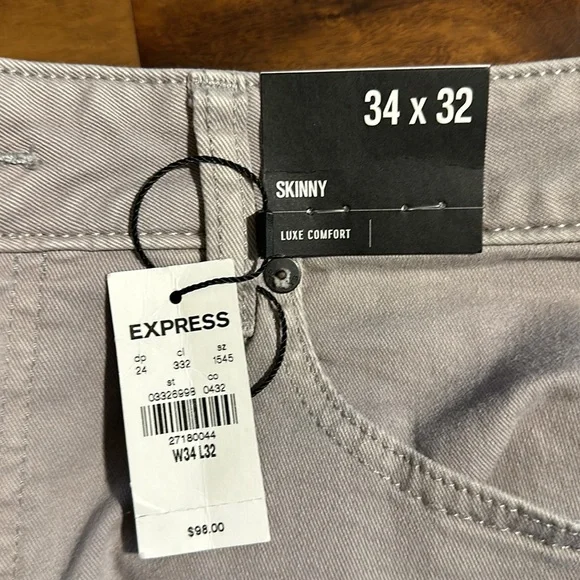 34 x 32
SKINNY
LUXE COMFORT
EXPRESS
dp cl sz
24 332 1545
st co
03326998 0432
27180044
W34 L32
$98.00